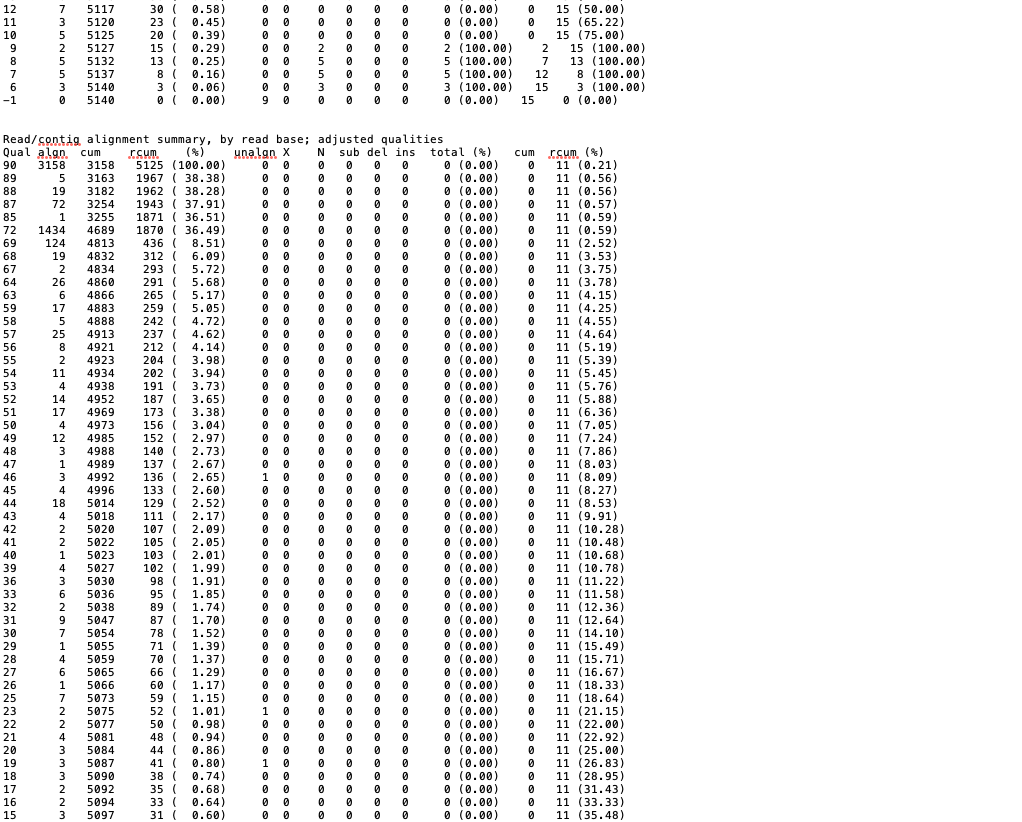 12 7 5117 30 ( 0.58) 0 0 0 0 0 0 0 (0.00) 0 15 (50.00)
11 3 5120 23 ( 0.45) 0 0 0 0 0 0 0 (0.00) 0 15 (65.22)
10 5 5125 20 ( 0.39) 0 0 0 0 0 0 0 (0.00) 0 15 (75.00)
9 2 5127 15 ( 0.29) 0 0 2 0 0 0 2 (100.00) 2 15 (100.00)
8 5 5132 13 ( 0.25) 0 0 5 0 0 0 5 (100.00) 7 13 (100.00)
7 5 5137 8 ( 0.16) 0 0 5 0 0 0 5 (100.00) 12 8 (100.00)
6 3 5140 3 ( 0.06) 0 0 3 0 0 0 3 (100.00) 15 3 (100.00)
-1 0 5140 0 ( 0.00) 9 0 0 0 0 0 0 (0.00) 15 0 (0.00)
Read/contig alignment summary, by read base; adjusted qualities
Qual algn cum rcum (%) unalgn X N sub del ins total (%) cum rcum (%)
90 3158 3158 5125 (100.00) 0 0 0 0 0 0 0 (0.00) 0 11 (0.21)
89 5 3163 1967 ( 38.38) 0 0 0 0 0 0 0 (0.00) 0 11 (0.56)
88 19 3182 1962 ( 38.28) 0 0 0 0 0 0 0 (0.00) 0 11 (0.56)
87 72 3254 1943 ( 37.91) 0 0 0 0 0 0 0 (0.00) 0 11 (0.57)
85 1 3255 1871 ( 36.51) 0 0 0 0 0 0 0 (0.00) 0 11 (0.59)
72 1434 4689 1870 ( 36.49) 0 0 0 0 0 0 0 (0.00) 0 11 (0.59)
69 124 4813 436 ( 8.51) 0 0 0 0 0 0 0 (0.00) 0 11 (2.52)
68 19 4832 312 ( 6.09) 0 0 0 0 0 0 0 (0.00) 0 11 (3.53)
67 2 4834 293 ( 5.72) 0 0 0 0 0 0 0 (0.00) 0 11 (3.75)
64 26 4860 291 ( 5.68) 0 0 0 0 0 0 0 (0.00) 0 11 (3.78)
63 6 4866 265 ( 5.17) 0 0 0 0 0 0 0 (0.00) 0 11 (4.15)
59 17 4883 259 ( 5.05) 0 0 0 0 0 0 0 (0.00) 0 11 (4.25)
58 5 4888 242 ( 4.72) 0 0 0 0 0 0 0 (0.00) 0 11 (4.55)
57 25 4913 237 ( 4.62) 0 0 0 0 0 0 0 (0.00) 0 11 (4.64)
56 8 4921 212 ( 4.14) 0 0 0 0 0 0 0 (0.00) 0 11 (5.19)
55 2 4923 204 ( 3.98) 0 0 0 0 0 0 0 (0.00) 0 11 (5.39)
54 11 4934 202 ( 3.94) 0 0 0 0 0 0 0 (0.00) 0 11 (5.45)
53 4 4938 191 ( 3.73) 0 0 0 0 0 0 0 (0.00) 0 11 (5.76)
52 14 4952 187 ( 3.65) 0 0 0 0 0 0 0 (0.00) 0 11 (5.88)
51 17 4969 173 ( 3.38) 0 0 0 0 0 0 0 (0.00) 0 11 (6.36)
50 4 4973 156 ( 3.04) 0 0 0 0 0 0 0 (0.00) 0 11 (7.05)
49 12 4985 152 ( 2.97) 0 0 0 0 0 0 0 (0.00) 0 11 (7.24)
48 3 4988 140 ( 2.73) 0 0 0 0 0 0 0 (0.00) 0 11 (7.86)
47 1 4989 137 ( 2.67) 0 0 0 0 0 0 0 (0.00) 0 11 (8.03)
46 3 4992 136 ( 2.65) 1 0 0 0 0 0 0 (0.00) 0 11 (8.09)
45 4 4996 133 ( 2.60) 0 0 0 0 0 0 0 (0.00) 0 11 (8.27)
44 18 5014 129 ( 2.52) 0 0 0 0 0 0 0 (0.00) 0 11 (8.53)
43 4 5018 111 ( 2.17) 0 0 0 0 0 0 0 (0.00) 0 11 (9.91)
42 2 5020 107 ( 2.09) 0 0 0 0 0 0 0 (0.00) 0 11 (10.28)
41 2 5022 105 ( 2.05) 0 0 0 0 0 0 0 (0.00) 0 11 (10.48)
40 1 5023 103 ( 2.01) 0 0 0 0 0 0 0 (0.00) 0 11 (10.68)
39 4 5027 102 ( 1.99) 0 0 0 0 0 0 0 (0.00) 0 11 (10.78)
36 3 5030 98 ( 1.91) 0 0 0 0 0 0 0 (0.00) 0 11 (11.22)
33 6 5036 95 ( 1.85) 0 0 0 0 0 0 0 (0.00) 0 11 (11.58)
32 2 5038 89 ( 1.74) 0 0 0 0 0 0 0 (0.00) 0 11 (12.36)
31 9 5047 87 ( 1.70) 0 0 0 0 0 0 0 (0.00) 0 11 (12.64)
30 7 5054 78 ( 1.52) 0 0 0 0 0 0 0 (0.00) 0 11 (14.10)
29 1 5055 71 ( 1.39) 0 0 0 0 0 0 0 (0.00) 0 11 (15.49)
28 4 5059 70 ( 1.37) 0 0 0 0 0 0 0 (0.00) 0 11 (15.71)
27 6 5065 66 ( 1.29) 0 0 0 0 0 0 0 (0.00) 0 11 (16.67)
26 1 5066 60 ( 1.17) 0 0 0 0 0 0 0 (0.00) 0 11 (18.33)
25 7 5073 59 ( 1.15) 0 0 0 0 0 0 0 (0.00) 0 11 (18.64)
23 2 5075 52 ( 1.01) 1 0 0 0 0 0 0 (0.00) 0 11 (21.15)
22 2 5077 50 ( 0.98) 0 0 0 0 0 0 0 (0.00) 0 11 (22.00)
21 4 5081 48 ( 0.94) 0 0 0 0 0 0 0 (0.00) 0 11 (22.92)
20 3 5084 44 ( 0.86) 0 0 0 0 0 0 0 (0.00) 0 11 (25.00)
19 3 5087 41 ( 0.80) 1 0 0 0 0 0 0 (0.00) 0 11 (26.83)
18 3 5090 38 ( 0.74) 0 0 0 0 0 0 0 (0.00) 0 11 (28.95)
17 2 5092 35 ( 0.68) 0 0 0 0 0 0 0 (0.00) 0 11 (31.43)
16 2 5094 33 ( 0.64) 0 0 0 0 0 0 0 (0.00) 0 11 (33.33)
15 3 5097 31 ( 0.60) 0 0 0 0 0 0 0 (0.00) 0 11 (35.48)